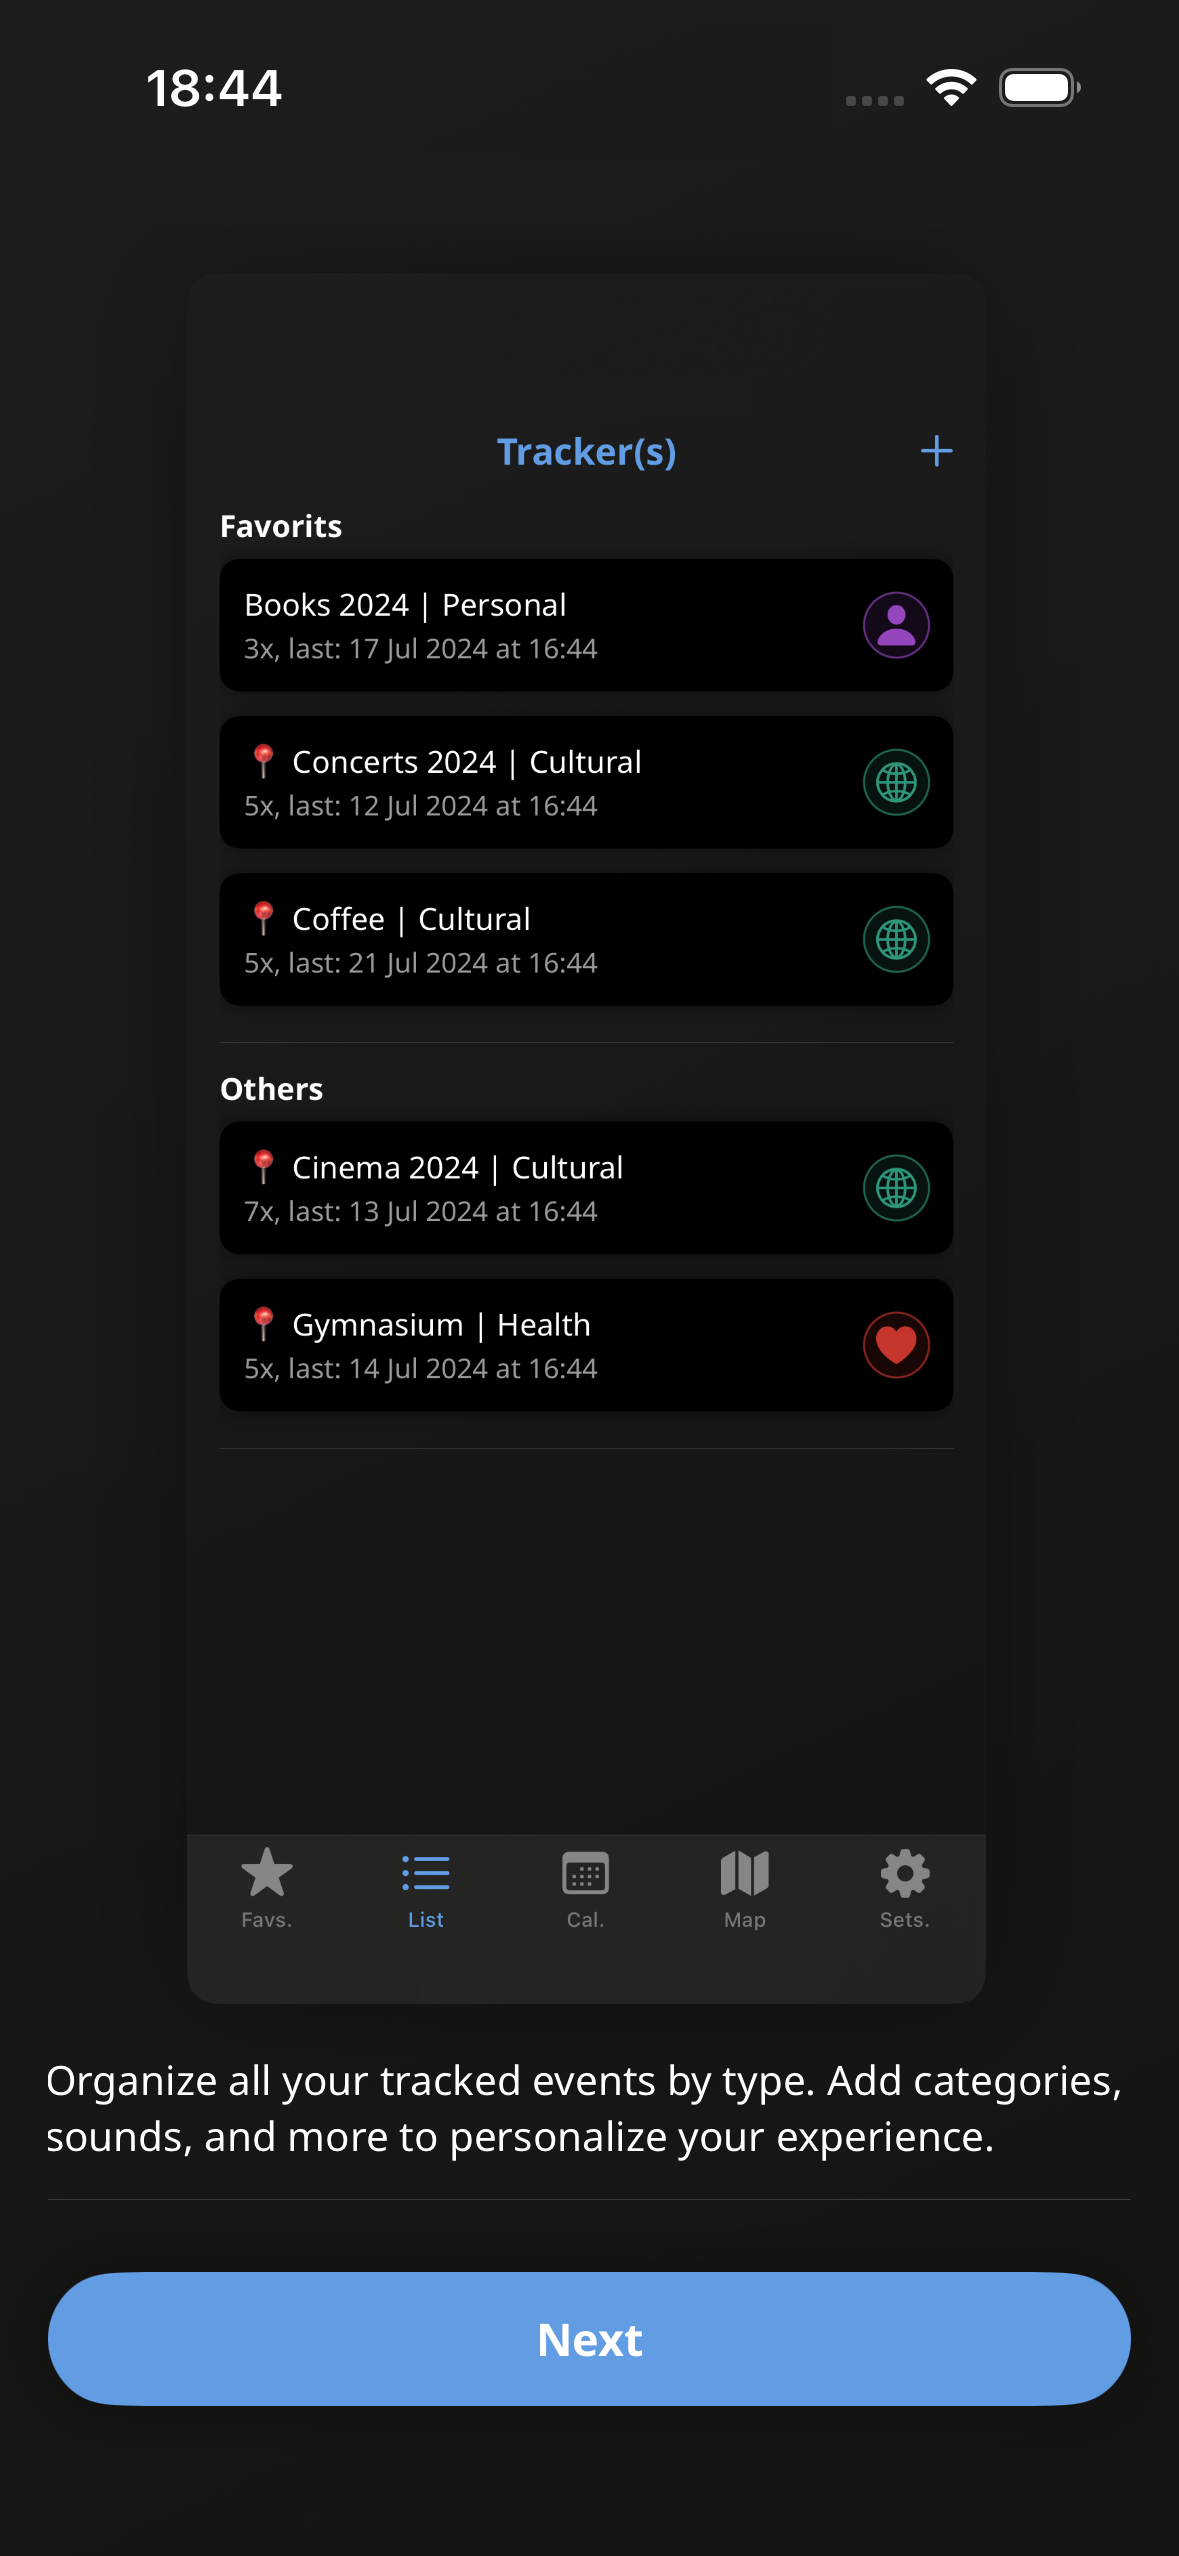 18:44
Tracker(s)
Favorits
Books 2024 | Personal
3x, last: 17 Jul 2024 at 16:44
Concerts 2024 | Cultural
5x, last: 12 Jul 2024 at 16:44
Coffee | Cultural
5x, last: 21 Jul 2024 at 16:44
Others
Cinema 2024 | Cultural
7x, last: 13 Jul 2024 at 16:44
Gymnasium | Health
5x, last: 14 Jul 2024 at 16:44
Favs. List Cal. Map Sets.
Organize all your tracked events by type. Add categories,
sounds, and more to personalize your experience.
Next